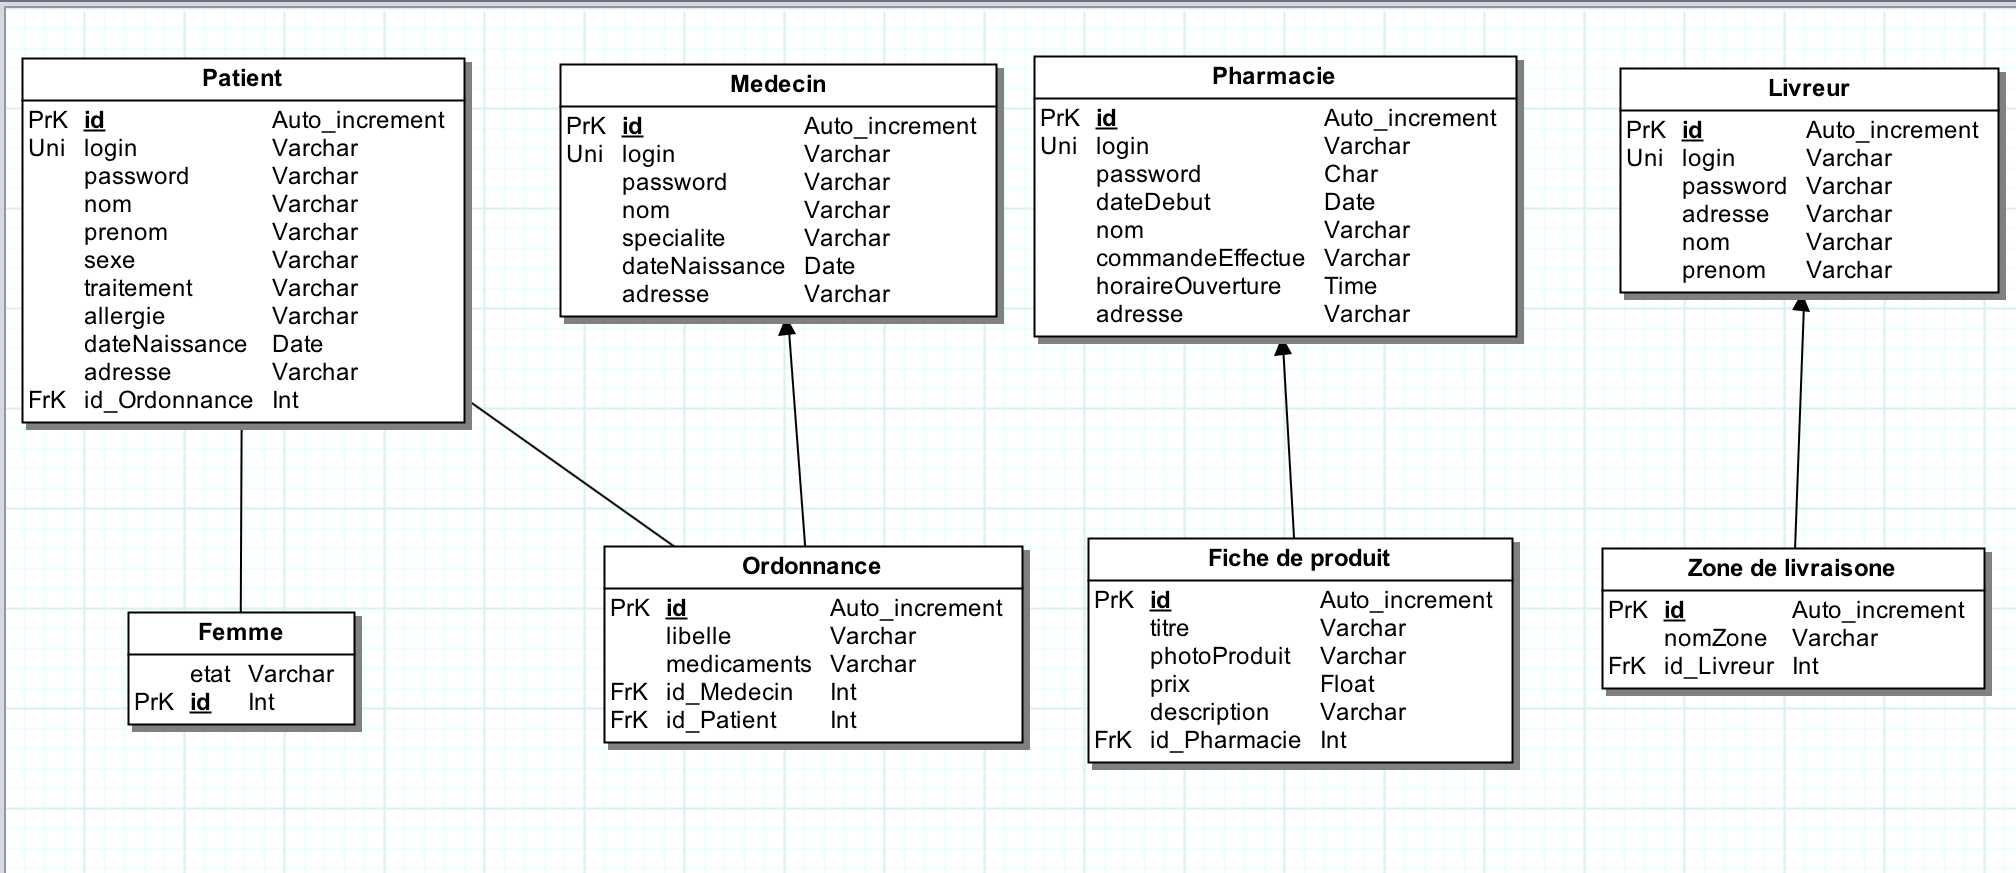 Patient
PrK id Auto_increment
Uni login Varchar
password Varchar
nom Varchar
prenom Varchar
sexe Varchar
traitement Varchar
allergie Varchar
dateNaissance Date
adresse Varchar
FrK id_Ordonnance Int
Medecin
PrK id Auto_increment
Uni login Varchar
password Varchar
nom Varchar
specialite Varchar
dateNaissance Date
adresse Varchar
Pharmacie
PrK id Auto_increment
Uni login Varchar
password Char
dateDebut Date
nom Varchar
commandeEffectue Varchar
horaireOuverture Time
adresse Varchar
Livreur
PrK id Auto_increment
Uni login Varchar
password Varchar
adresse Varchar
nom Varchar
prenom Varchar
Femme
etat Varchar
PrK id Int
Ordonnance
PrK id Auto_increment
libelle Varchar
medicaments Varchar
FrK id_Medecin Int
FrK id_Patient Int
Fiche de produit
PrK id Auto_increment
titre Varchar
photoProduit Varchar
prix Float
description Varchar
FrK id_Pharmacie Int
Zone de livraisone
PrK id Auto_increment
nomZone Varchar
FrK id_Livreur Int